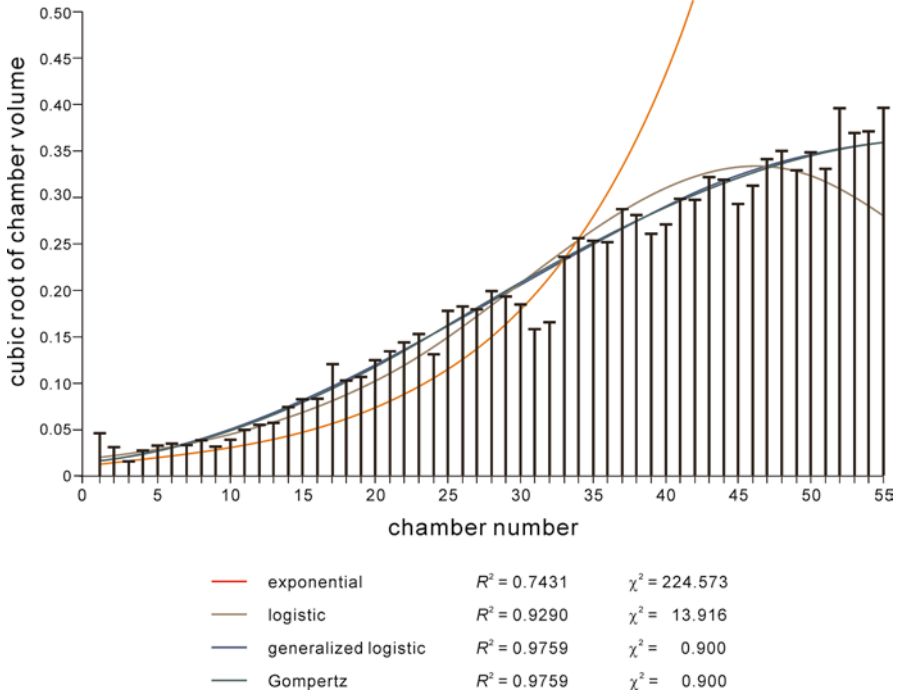 0.50
0.45
0.40
0.35
0.30
0.25
0.20
0.15
0.10
0.05
0
cubic root of chamber volume
0 5 10 15 20 25 30 35 40 45 50 55
chamber number
exponential R² = 0.7431 χ² = 224.573
logistic R² = 0.9290 χ² = 13.916
generalized logistic R² = 0.9759 χ² = 0.900
Gompertz R² = 0.9759 χ² = 0.900